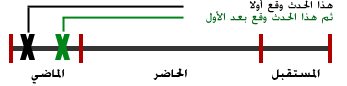 هذا الحدث وقع أولا
ثم هذا الحدث وقع بعد الأول
الماضي
الحاضر
المستقبل